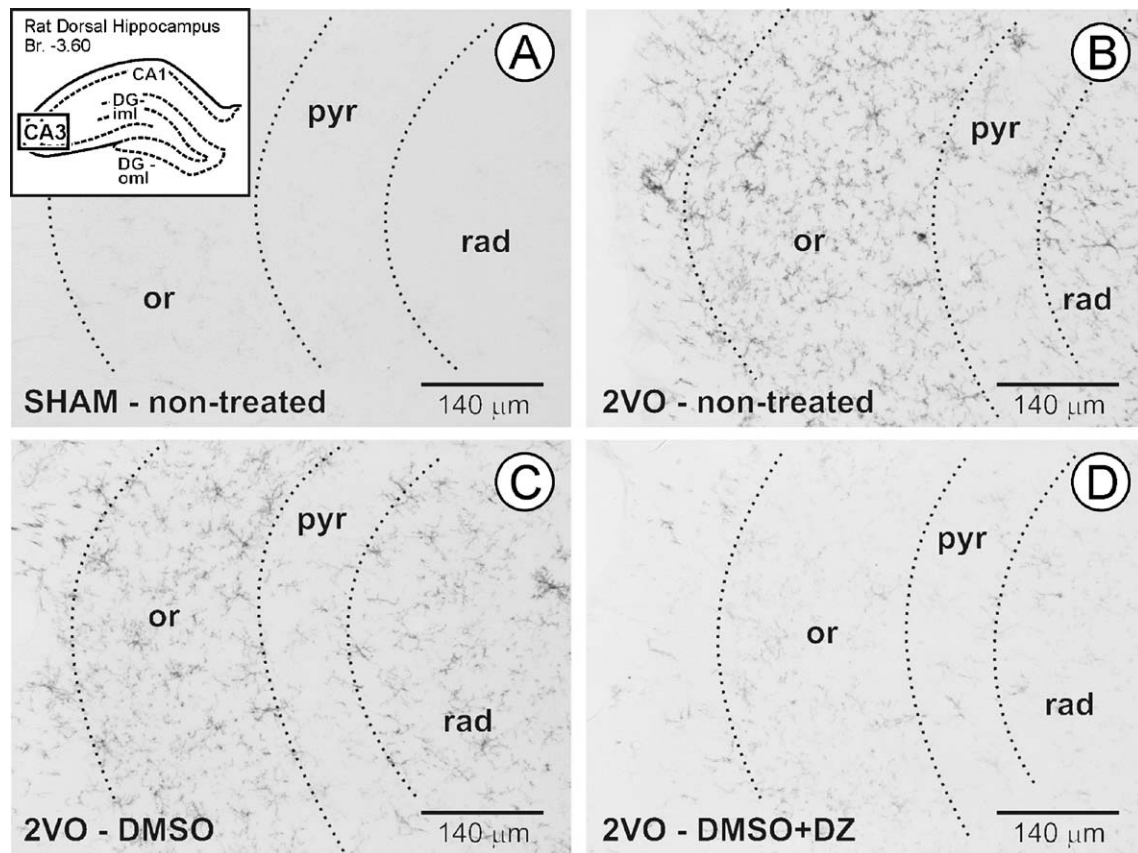 Rat Dorsal Hippocampus
Br. -3.60
CA1
DG-
iml
CA3
DG -
oml
A
pyr
rad
or
SHAM - non-treated
140 μm
B
pyr
or
rad
2VO - non-treated
140 μm
C
pyr
or
rad
2VO - DMSO
140 μm
D
pyr
or
rad
2VO - DMSO+DZ
140 μm